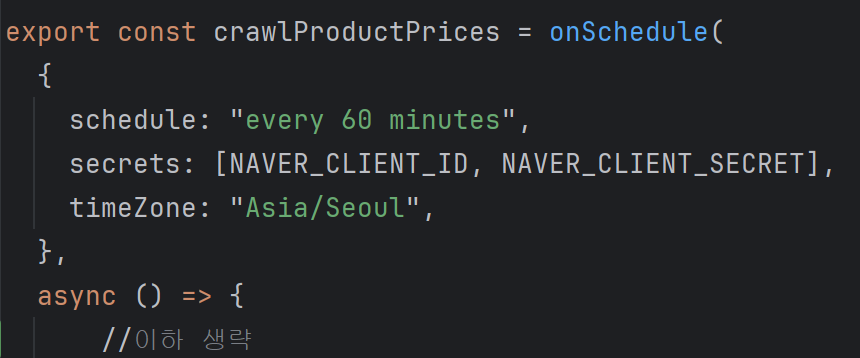 export const crawlProductPrices = onSchedule(
{
schedule: "every 60 minutes",
secrets: [NAVER_CLIENT_ID, NAVER_CLIENT_SECRET],
timeZone: "Asia/Seoul",
},
async () => {
//이하 생략